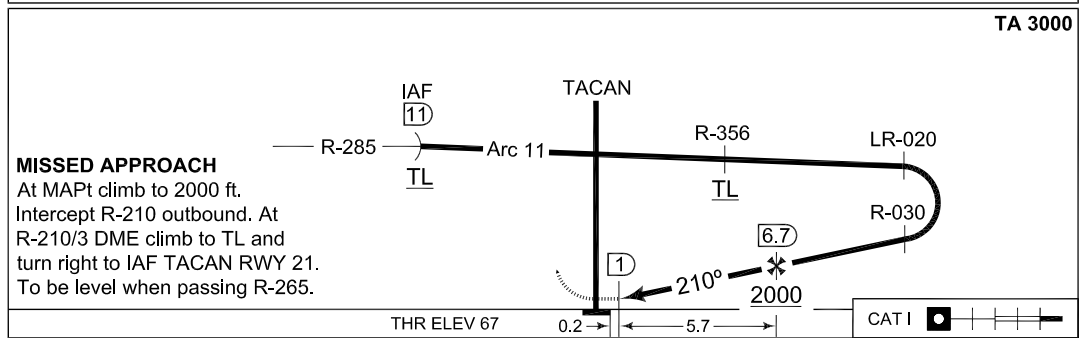 TA 3000
IAF
11
TACAN
R-285
TL
Arc 11
R-356
TL
LR-020
R-030
MISSED APPROACH
At MAPt climb to 2000 ft.
Intercept R-210 outbound. At
R-210/3 DME climb to TL and
turn right to IAF TACAN RWY 21.
To be level when passing R-265.
6.7
1
210º
2000
THR ELEV 67
0.2
5.7
CAT I